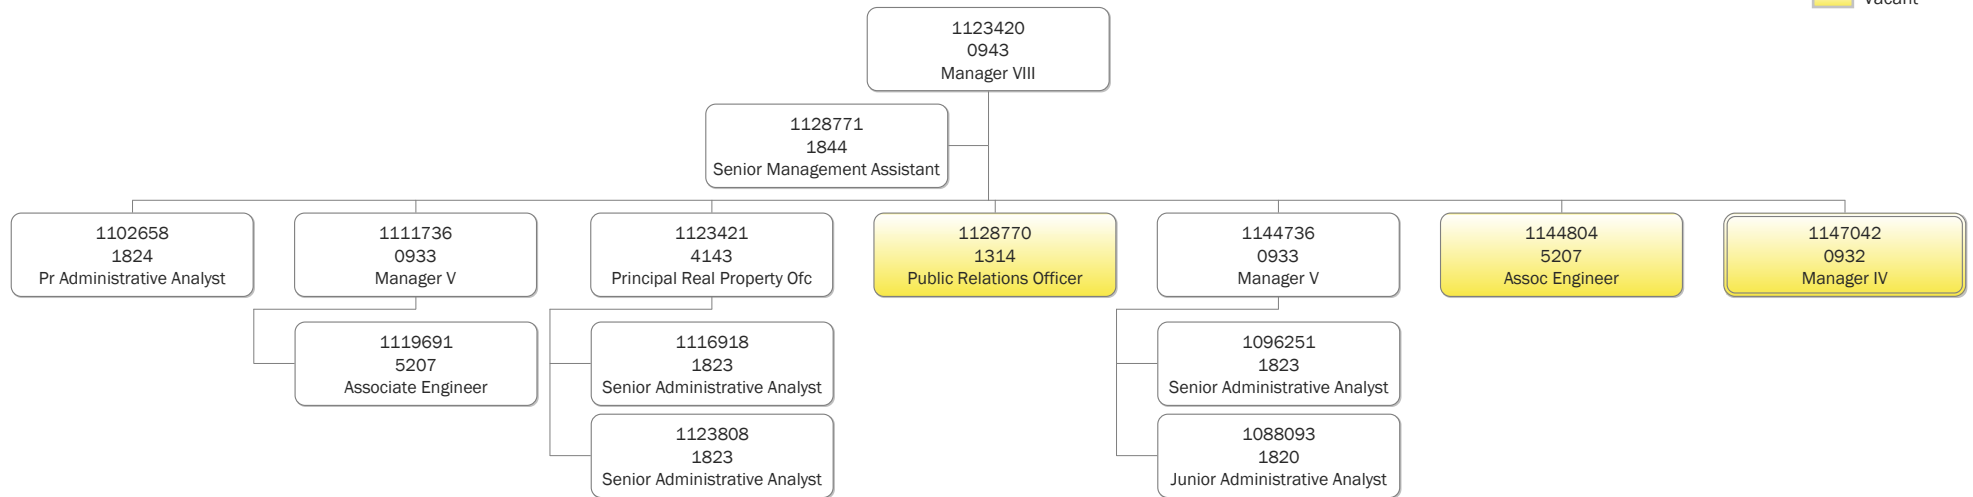 Vacant
1123420
0943
Manager VIII
1128771
1844
Senior Management Assistant
1102658
1824
Pr Administrative Analyst
1111736
0933
Manager V
1123421
4143
Principal Real Property Ofc
1128770
1314
Public Relations Officer
1144736
0933
Manager V
1144804
5207
Assoc Engineer
1147042
0932
Manager IV
1119691
5207
Associate Engineer
1116918
1823
Senior Administrative Analyst
1096251
1823
Senior Administrative Analyst
1123808
1823
Senior Administrative Analyst
1088093
1820
Junior Administrative Analyst